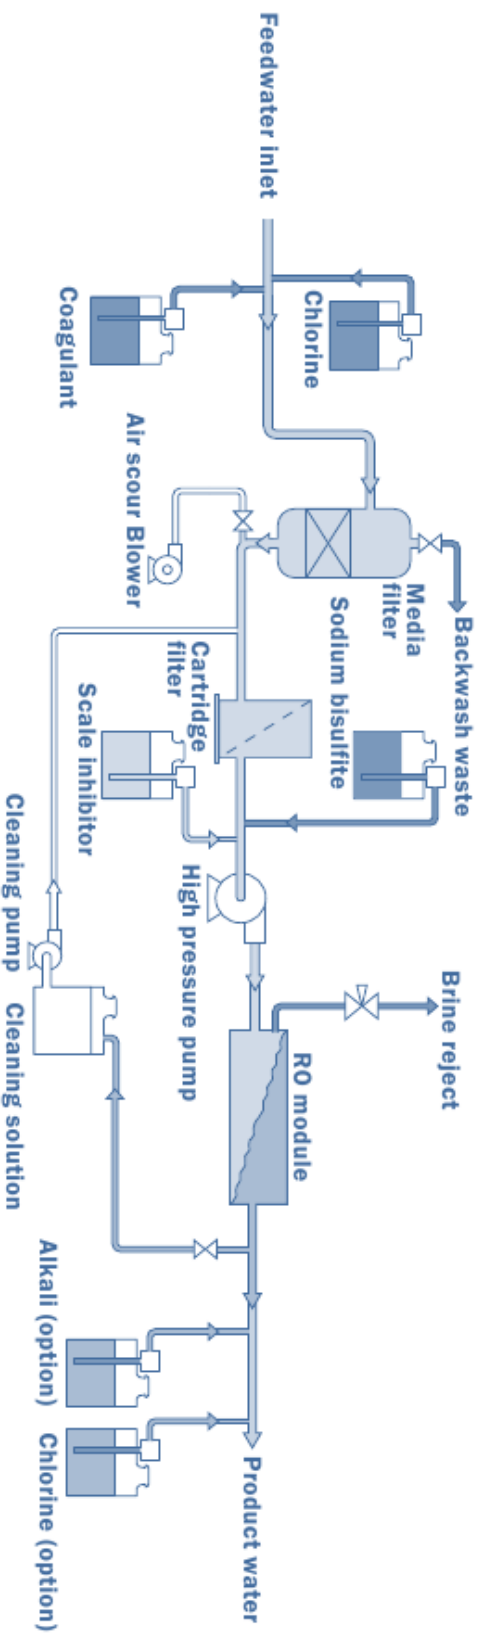 Feedwater inlet
Chlorine
Coagulant
Air scour Blower
Media
filter
Backwash waste
Sodium bisulfite
Cartridge
filter
Scale inhibitor
High pressure pump
Cleaning pump
Cleaning solution
Brine reject
RO module
Alkali (option)
Chlorine (option)
Product water